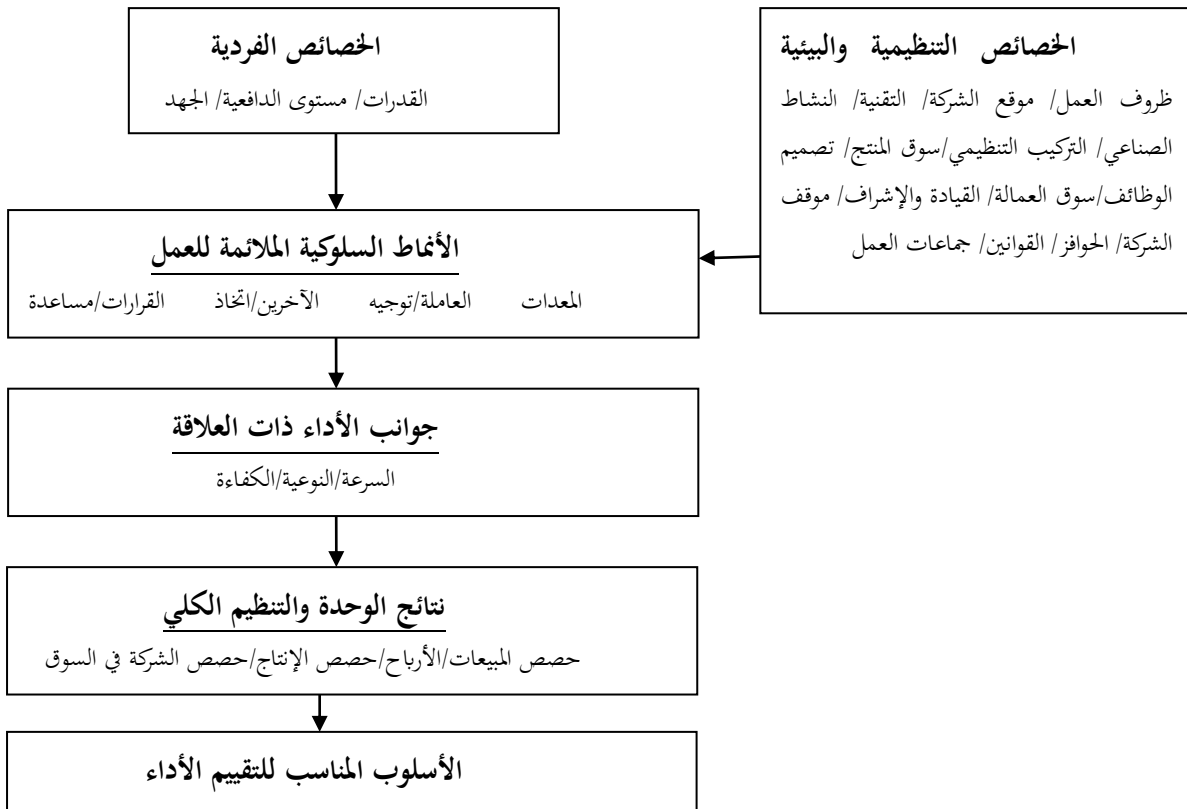 الخصائص الفردية
القدرات/ مستوى الدافعية/ الجهد
الخصائص التنظيمية والبيئية
ظروف العمل/ موقع الشركة/ التقنية/ النشاط
الصناعي/ التركيب التنظيمي/سوق المنتج/ تصميم
الوظائف/سوق العمالة/ القيادة والإشراف/ موقف
الشركة/ الحوافز/ القوانين/ جماعات العمل
الأنماط السلوكية الملائمة للعمل
المعدات العاملة/توجيه الآخرين/اتخاذ القرارات/مساعدة
جوانب الأداء ذات العلاقة
السرعة/النوعية/الكفاءة
نتائج الوحدة والتنظيم الكلي
حصص المبيعات/الأرباح/حصص الإنتاج/حصص الشركة في السوق
الأسلوب المناسب للتقييم الأداء